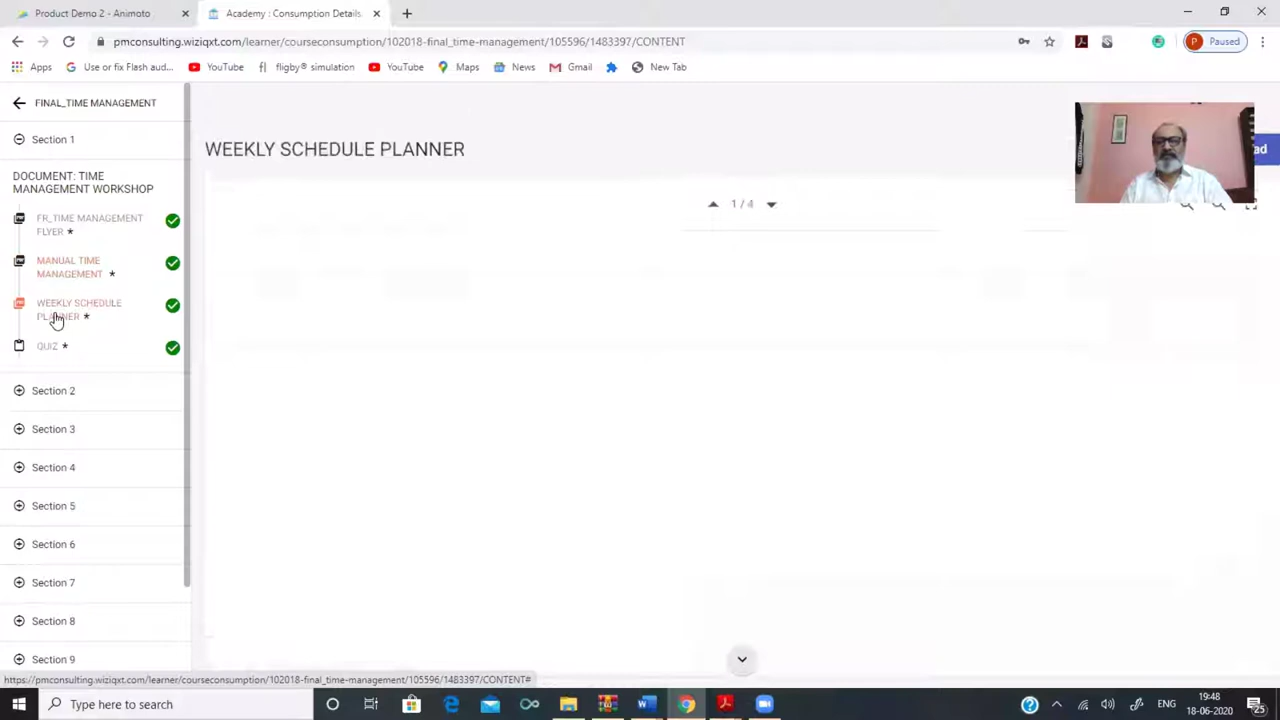 Product Demo 2 - Animoto
Academy : Consumption Details.
pmconsulting.wiziqxt.com/learner/courseconsumption/102018-final_time-management/105596/1483397/CONTENT
P Paused
Apps
Use or fix Flash aud...
YouTube
fligby® simulation
YouTube
Maps
News
Gmail
New Tab
FINAL_TIME MANAGEMENT
Section 1
DOCUMENT: TIME
MANAGEMENT WORKSHOP
FR_TIME MANAGEMENT
FLYER *
MANUAL TIME
MANAGEMENT *
WEEKLY SCHEDULE
PLANNER *
QUIZ *
Section 2
Section 3
Section 4
Section 5
Section 6
Section 7
Section 8
Section 9
WEEKLY SCHEDULE PLANNER
1 / 4
ad
https://pmconsulting.wiziqxt.com/learner/courseconsumption/102018-final_time-management/105596/1483397/CONTENT#
Type here to search
19:48
18-06-2020
25